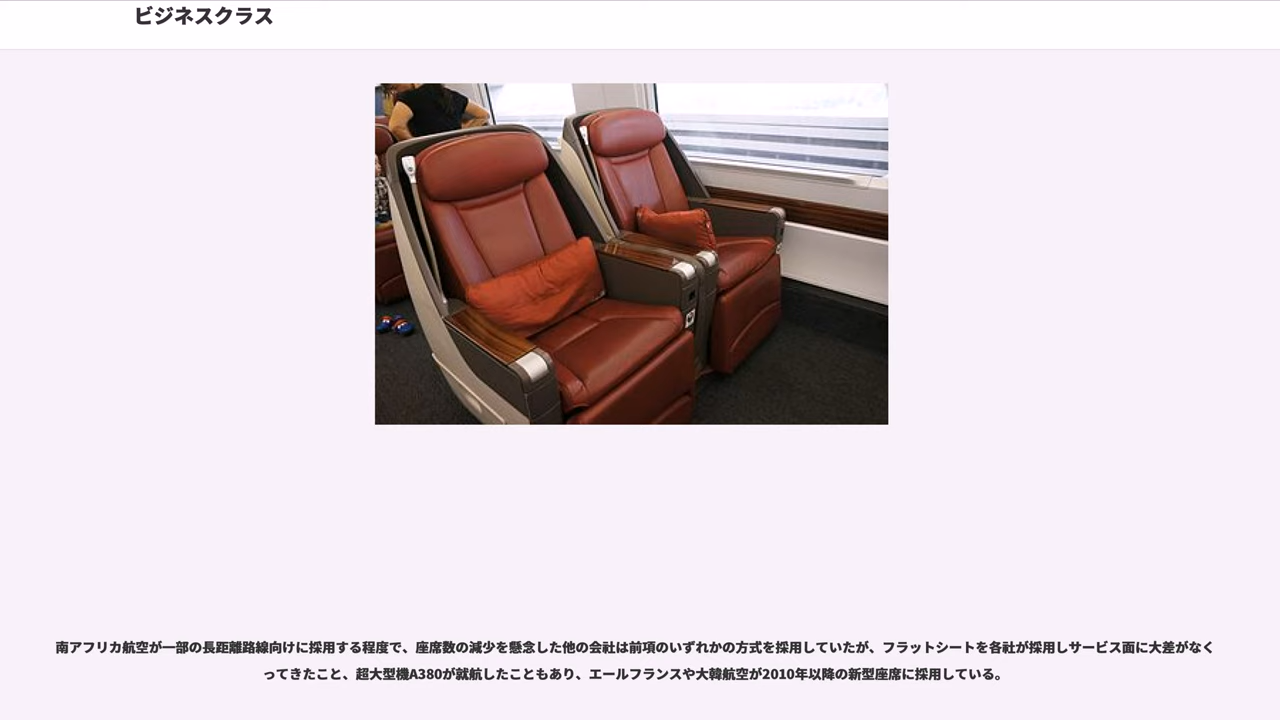 ビジネスクラス
南アフリカ航空が一部の長距離路線向けに採用する程度で、座席数の減少を懸念した他の会社は前項のいずれかの方式を採用していたが、フラットシートを各社が採用しサービス面に大差がなく
ってきたこと、超大型機A380が就航したこともあり、エールフランスや大韓航空が2010年以降の新型座席に採用している。